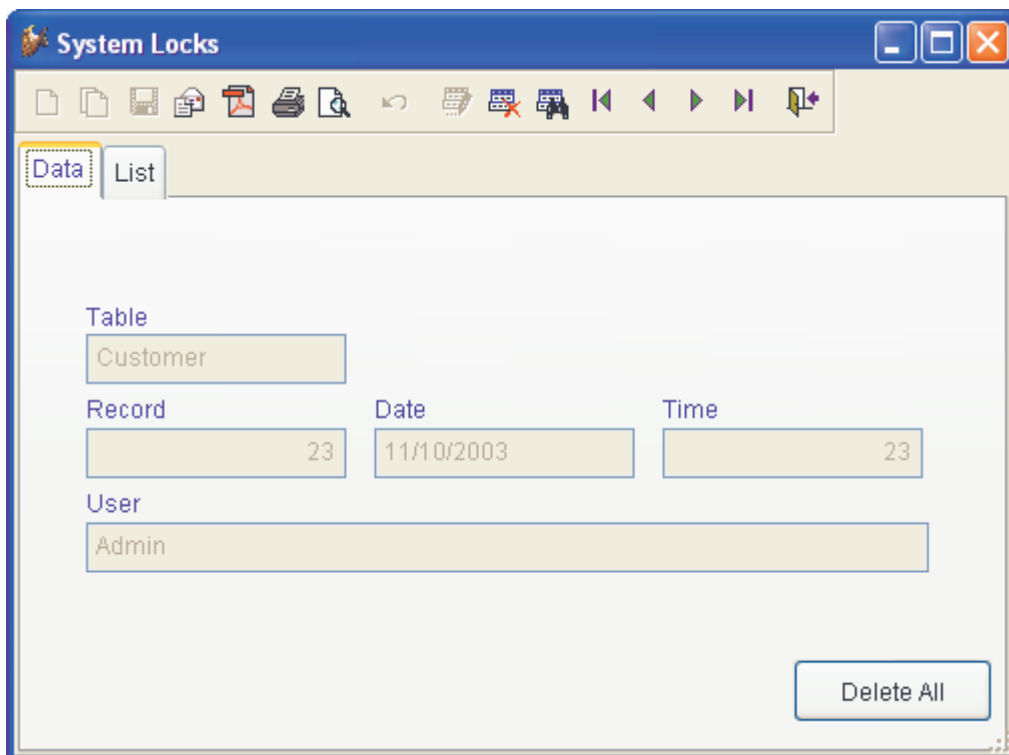 System Locks
Data List
Table
Customer
Record Date Time
23 11/10/2003 23
User
Admin
Delete All